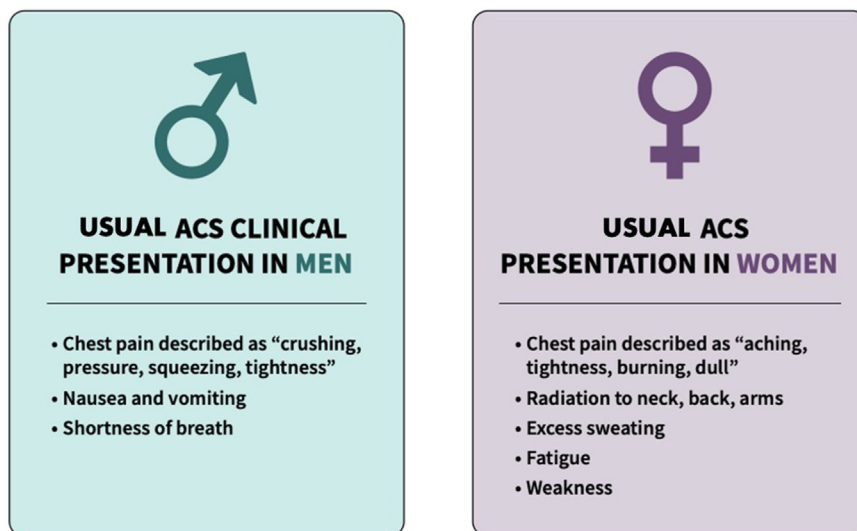 USUAL ACS CLINICAL
PRESENTATION IN MEN
• Chest pain described as “crushing,
pressure, squeezing, tightness”
• Nausea and vomiting
• Shortness of breath
USUAL ACS
PRESENTATION IN WOMEN
• Chest pain described as “aching,
tightness, burning, dull”
• Radiation to neck, back, arms
• Excess sweating
• Fatigue
• Weakness